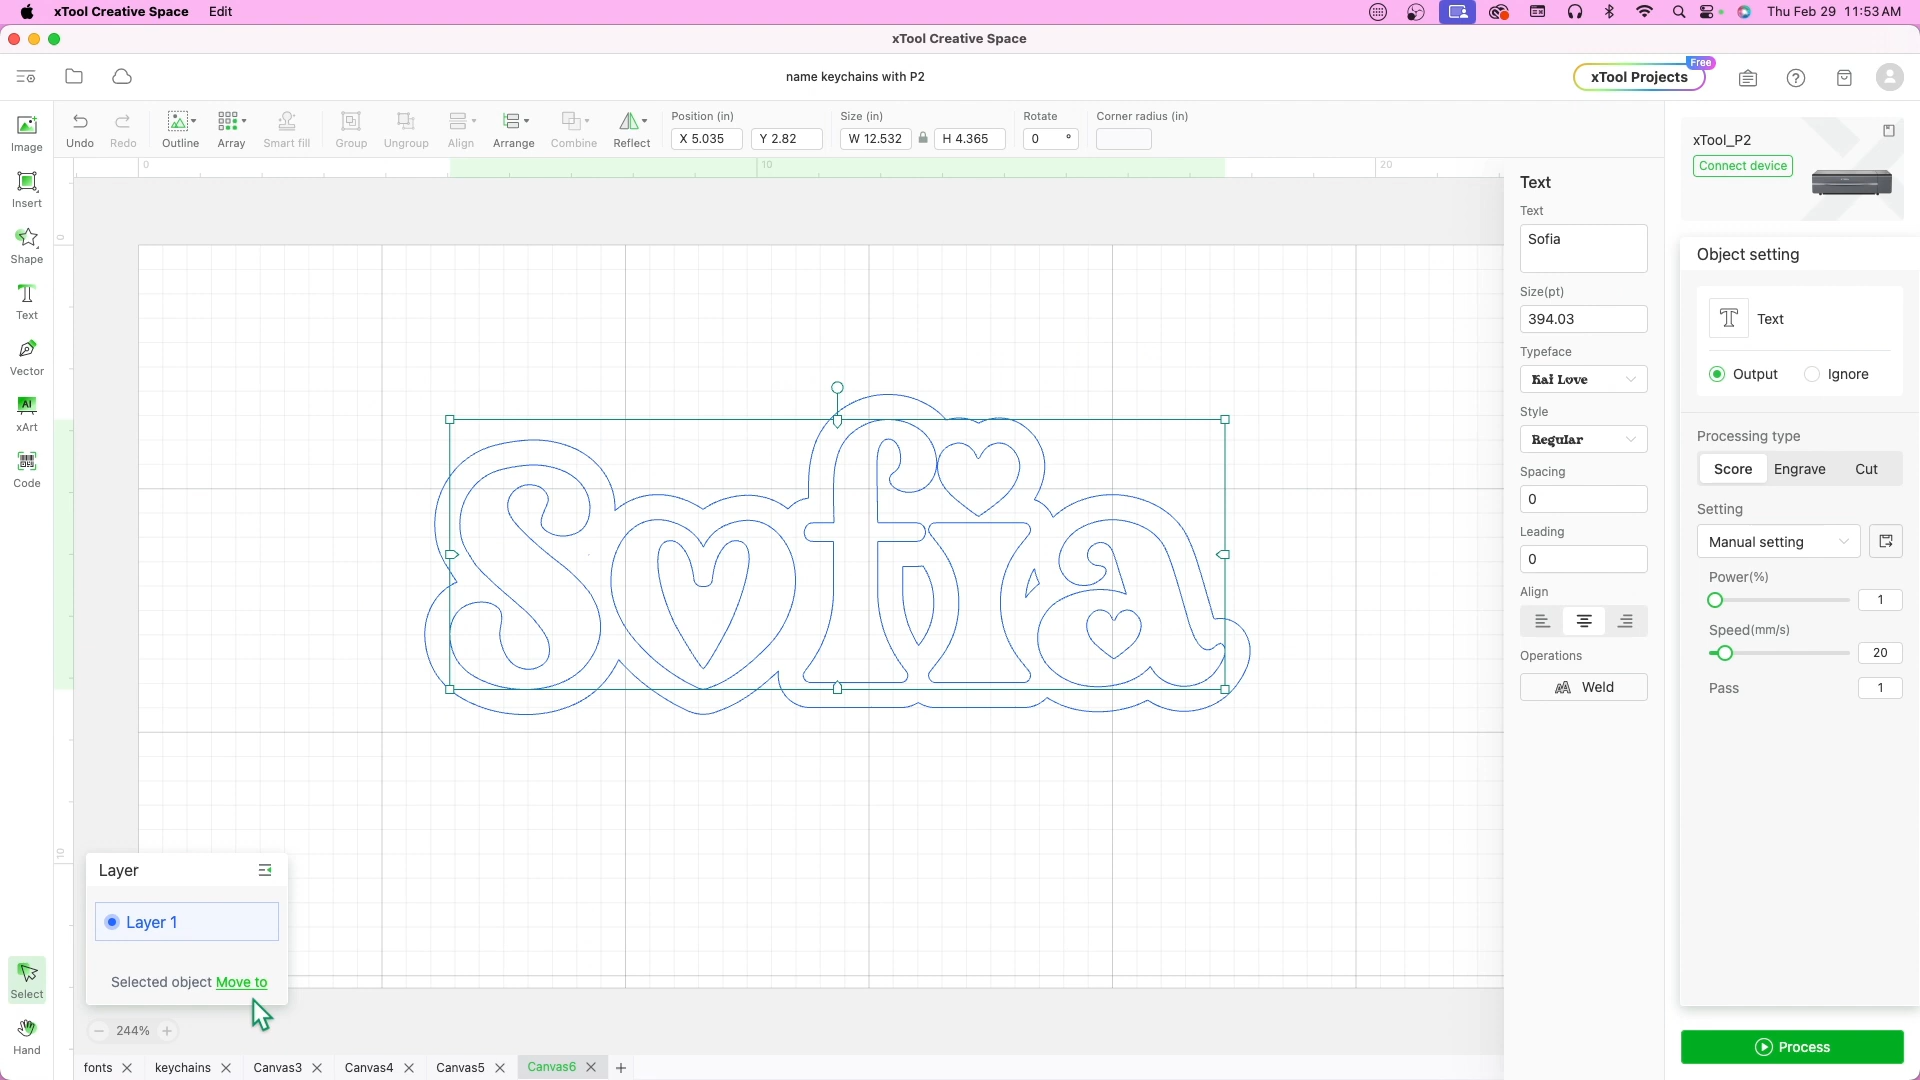 xTool Creative Space Edit
Thu Feb 29 11:53 AM
xTool Creative Space
name keychains with P2
xTool Projects
Free
Image
Insert
Shape
Text
Vector
AI
xArt
Code
Select
Hand
Undo
Redo
Outline
Array
Smart fill
Group
Ungroup
Align
Arrange
Combine
Reflect
Position (in)
X 5.035
Y 2.82
Size (in)
W 12.532
H 4.365
Rotate
0 °
Corner radius (in)
0
10
20
0
10
Sofia
Layer
Layer 1
Selected object Move to
244%
fonts
keychains
Canvas3
Canvas4
Canvas5
Canvas6
Text
Text
Sofia
Size(pt)
394.03
Typeface
Kai Love
Style
Regular
Spacing
0
Leading
0
Align
Operations
Weld
xTool_P2
Connect device
Object setting
Text
Output
Ignore
Processing type
Score
Engrave
Cut
Setting
Manual setting
Power(%)
1
Speed(mm/s)
20
Pass
1
Process